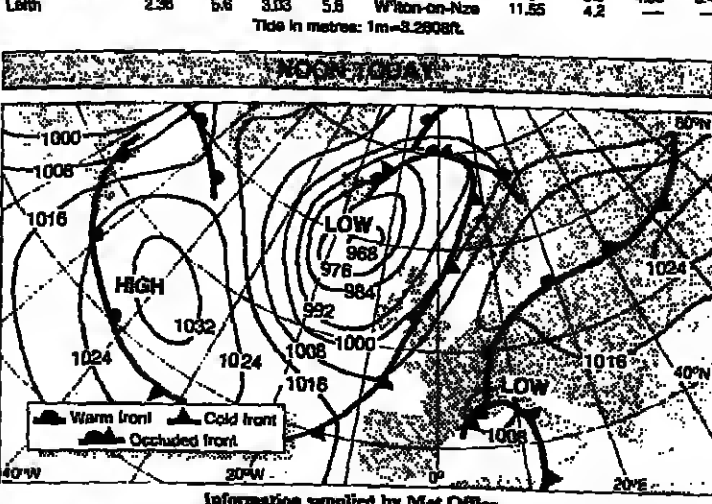 Leith 2.38 5.6 3.03 5.8 W'lton-on-Nze 11.55 4.2 — —
Tide in metres: 1m=3.2808ft.
NOON TODAY
1000
1008
1016
60°N
LOW
968
976
984
992
HIGH
1032
1024
1024
1000
1008
1016
1024
1016
40°N
LOW
1008
Warm front Cold front
Occluded front
40°W 20°W 0° 20°E
Information supplied by Met Office